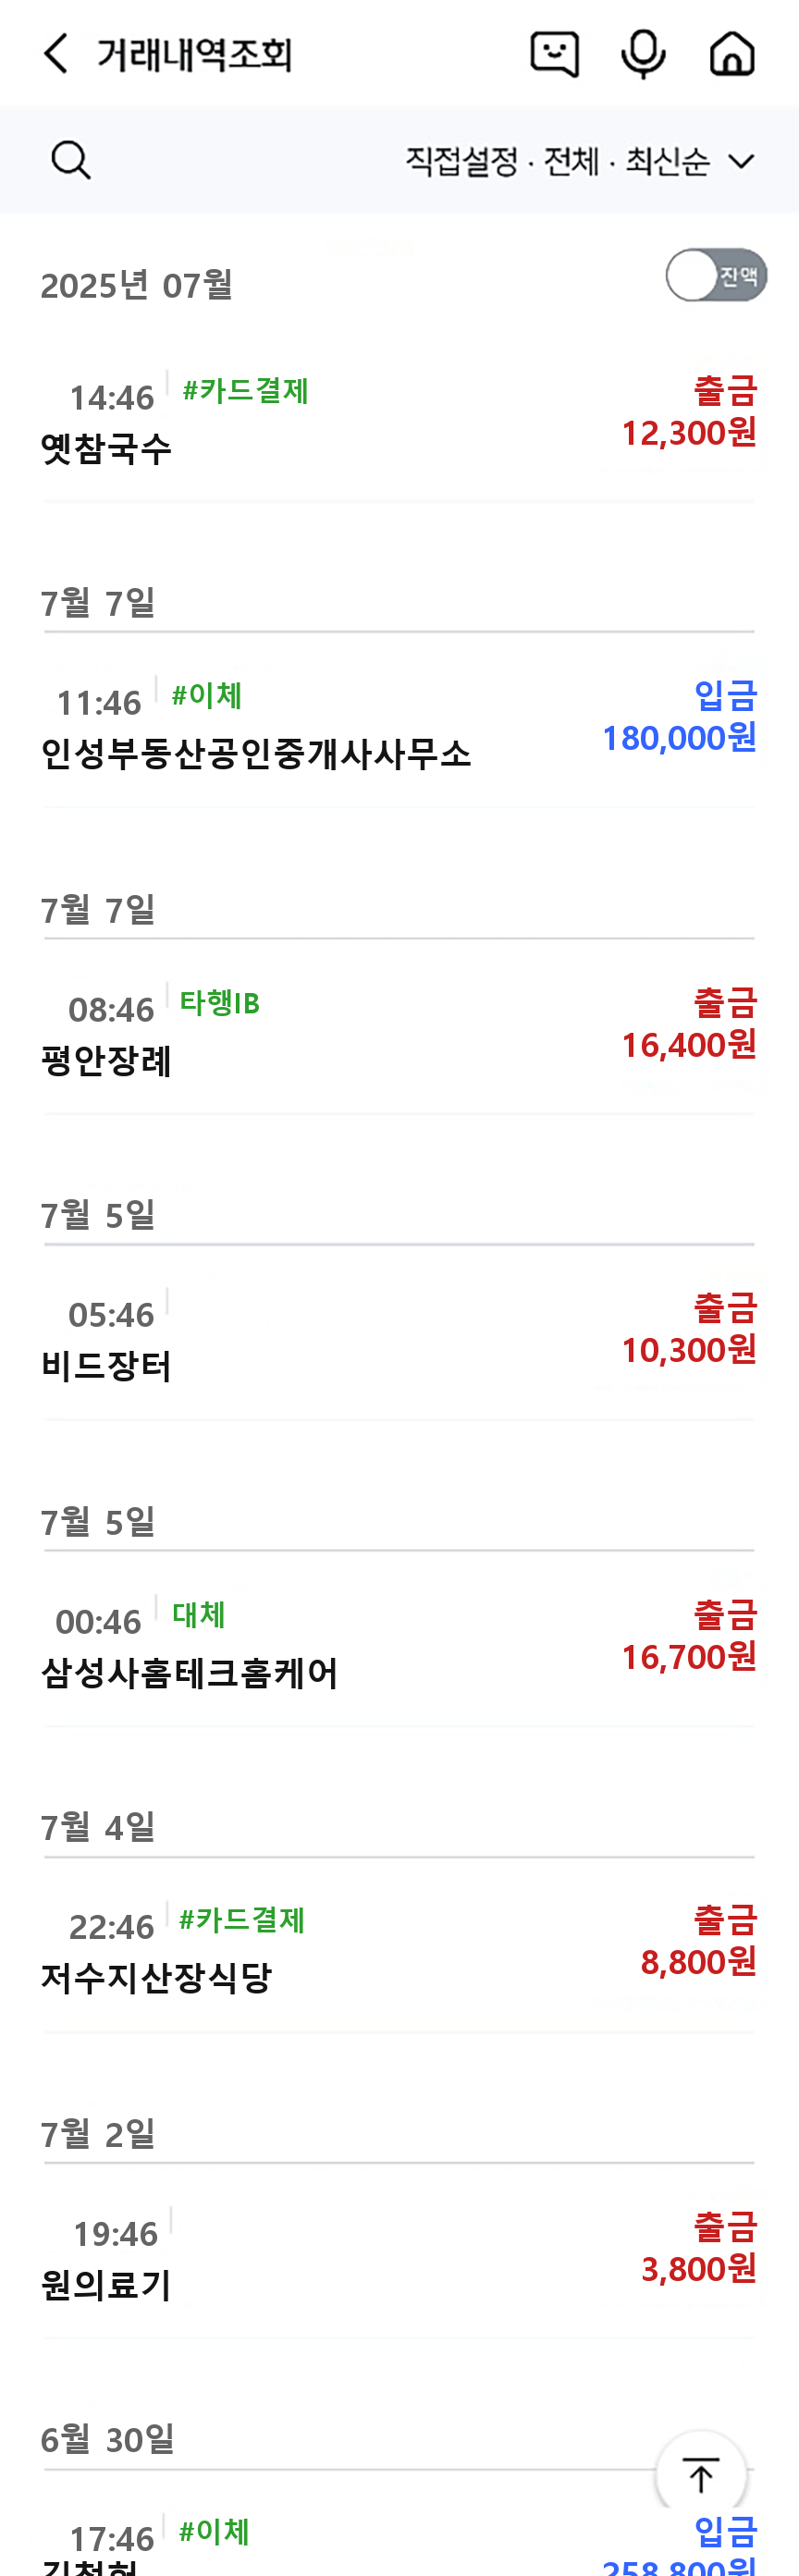 거래내역조회
직접설정 · 전체 · 최신순
2025년 07월
잔액
14:46 #카드결제
출금
옛참국수
12,300원
7월 7일
11:46 #이체
입금
인성부동산공인중개사사무소
180,000원
7월 7일
08:46 타행IB
출금
평안장례
16,400원
7월 5일
05:46
출금
비드장터
10,300원
7월 5일
00:46 대체
출금
삼성사홈테크홈케어
16,700원
7월 4일
22:46 #카드결제
출금
저수지산장식당
8,800원
7월 2일
19:46
출금
원의료기
3,800원
6월 30일
17:46 #이체
입금
258,800원